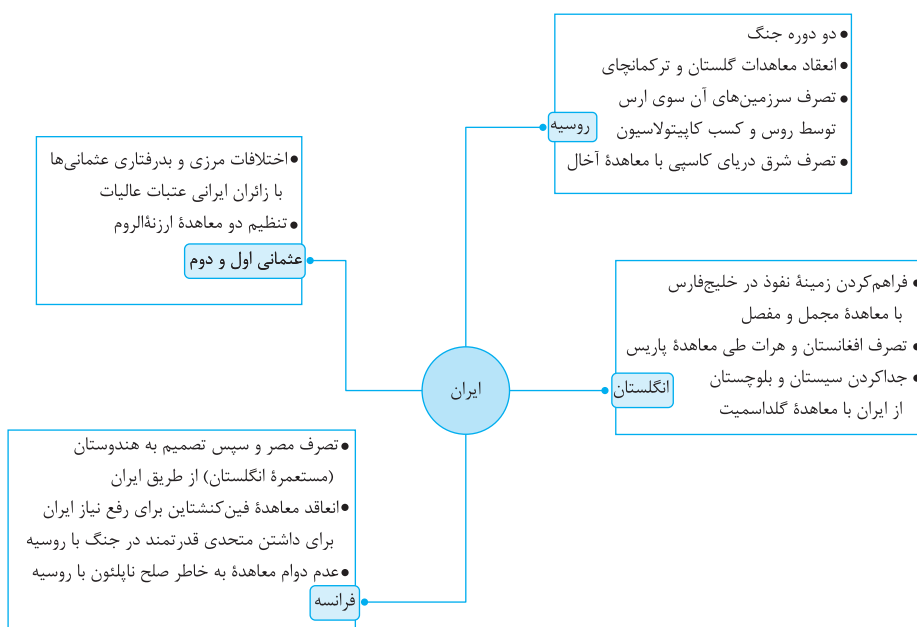 • دو دوره جنگ
• انعقاد معاهدات گلستان و ترکمانچای
• تصرف سرزمین‌های آن سوی ارس
توسط روس و کسب کاپیتولاسیون
• تصرف شرق دریای کاسپی با معاهدهٔ آخال
روسیه
• اختلافات مرزی و بدرفتاری عثمانی‌ها
با زائران ایرانی عتبات عالیات
• تنظیم دو معاهدهٔ ارزنةالروم
عثمانی اول و دوم
• فراهم‌کردن زمینهٔ نفوذ در خلیج‌فارس
با معاهدهٔ مجمل و مفصل
• تصرف افغانستان و هرات طی معاهدهٔ پاریس
• جداکردن سیستان و بلوچستان
از ایران با معاهدهٔ گلداسمیت
انگلستان
ایران
• تصرف مصر و سپس تصمیم به هندوستان
(مستعمرهٔ انگلستان) از طریق ایران
• انعاقد معاهدهٔ فین‌کنشتاین برای رفع نیاز ایران
برای داشتن متحدی قدرتمند در جنگ با روسیه
• عدم دوام معاهدهٔ به خاطر صلح ناپلئون با روسیه
فرانسه